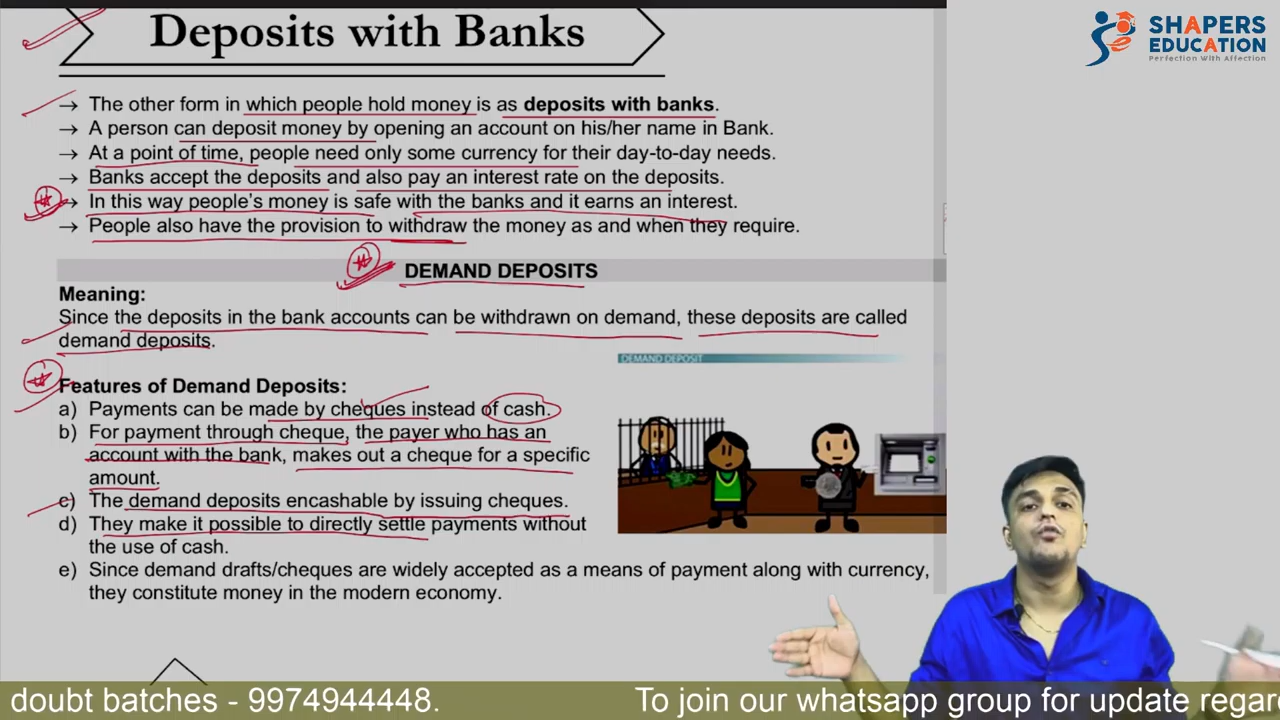 Deposits with Banks
SHAPERS
EDUCATION
Perfection With Affection
→ The other form in which people hold money is as deposits with banks.
→ A person can deposit money by opening an account on his/her name in Bank.
→ At a point of time, people need only some currency for their day-to-day needs.
→ Banks accept the deposits and also pay an interest rate on the deposits.
→ In this way people's money is safe with the banks and it earns an interest.
→ People also have the provision to withdraw the money as and when they require.
DEMAND DEPOSITS
Meaning:
Since the deposits in the bank accounts can be withdrawn on demand, these deposits are called
demand deposits.
DEMAND DEPOSIT
Features of Demand Deposits:
a) Payments can be made by cheques instead of cash.
b) For payment through cheque, the payer who has an
account with the bank, makes out a cheque for a specific
amount.
c) The demand deposits encashable by issuing cheques.
d) They make it possible to directly settle payments without
the use of cash.
e) Since demand drafts/cheques are widely accepted as a means of payment along with currency,
they constitute money in the modern economy.
doubt batches - 9974944448. To join our whatsapp group for update regar